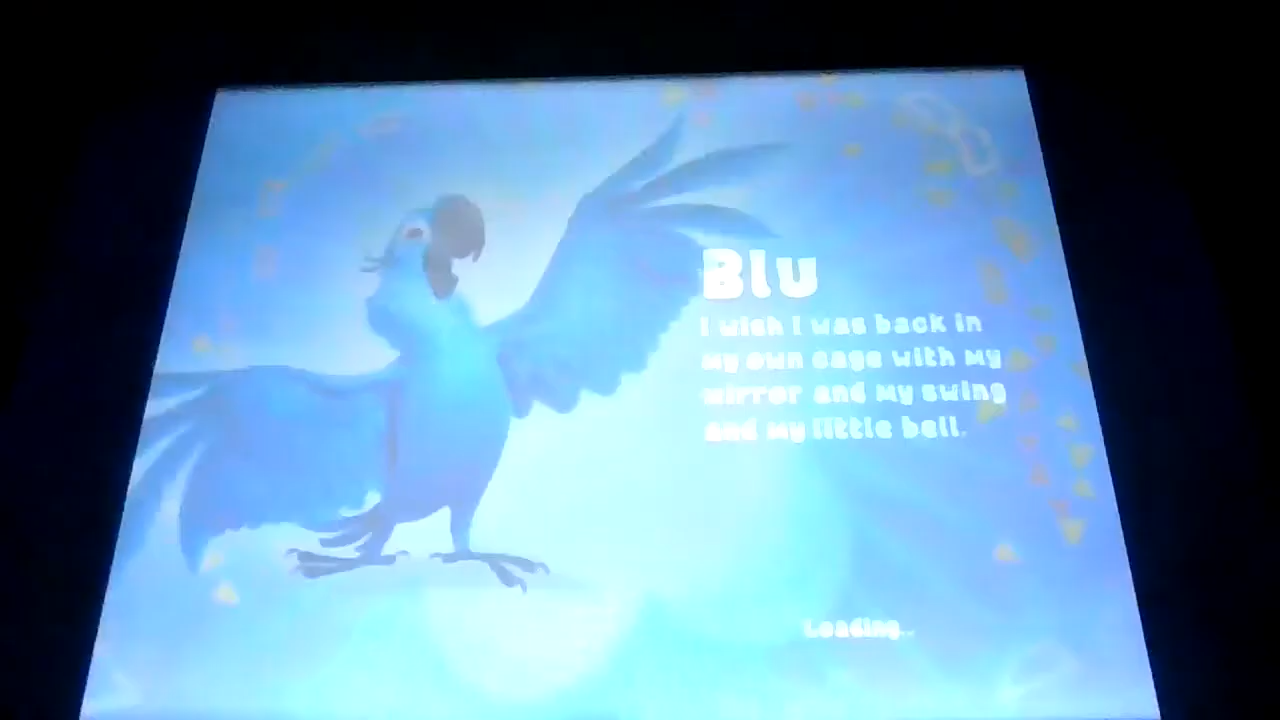 Blu
I wish I was back in
my own cage with my
mirror and my swing
and my little bell.
Loading...